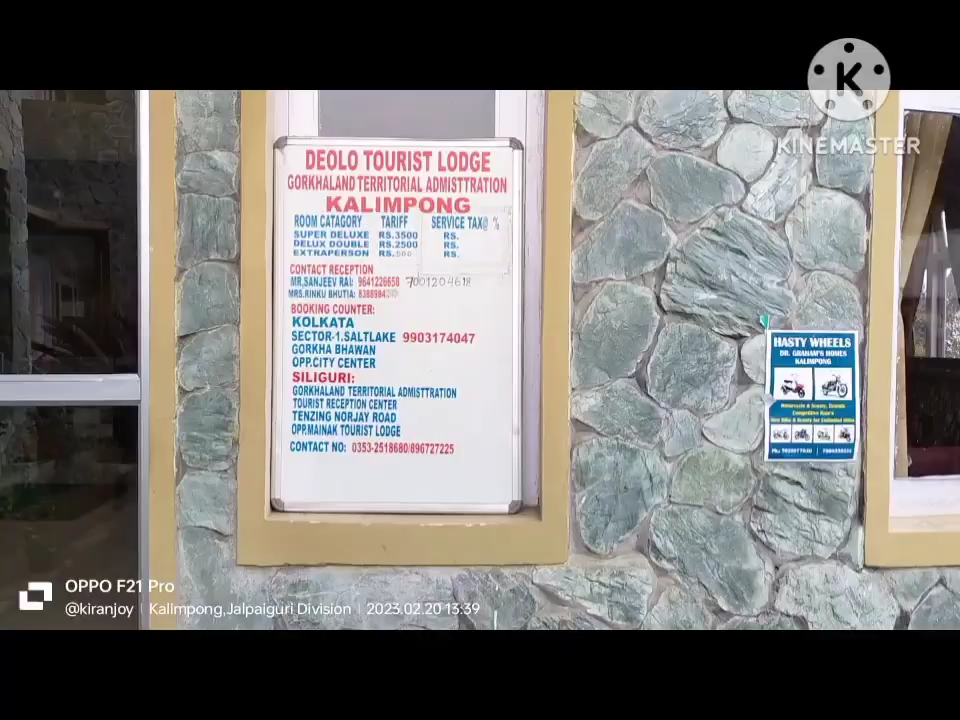 K
KINEMASTER
DEOLO TOURIST LODGE
GORKHALAND TERRITORIAL ADMISTTRATION
KALIMPONG
ROOM CATAGORY TARIFF SERVICE TAX@ %
SUPER DELUXE RS.3500 RS.
DELUX DOUBLE RS.2500 RS.
EXTRAPERSON RS.500 RS.
CONTACT RECEPTION
MR.SANJEEV RAI: 9641226658 7001204618
MRS.RINKU BHUTIA:
BOOKING COUNTER:
KOLKATA
SECTOR-1.SALTLAKE 9903174047
GORKHA BHAWAN
OPP.CITY CENTER
SILIGURI:
GORKHALAND TERRITORIAL ADMISTTRATION
TOURIST RECEPTION CENTER
TENZING NORJAY ROAD
OPP.MAINAK TOURIST LODGE
CONTACT NO: 0353-2518680/896727225
HASTY WHEELS
DR. GRAHAM'S HOMES
KALIMPONG
OPPO F21 Pro
@kiranjoy | Kalimpong,Jalpaiguri Division | 2023.02.20 13:39